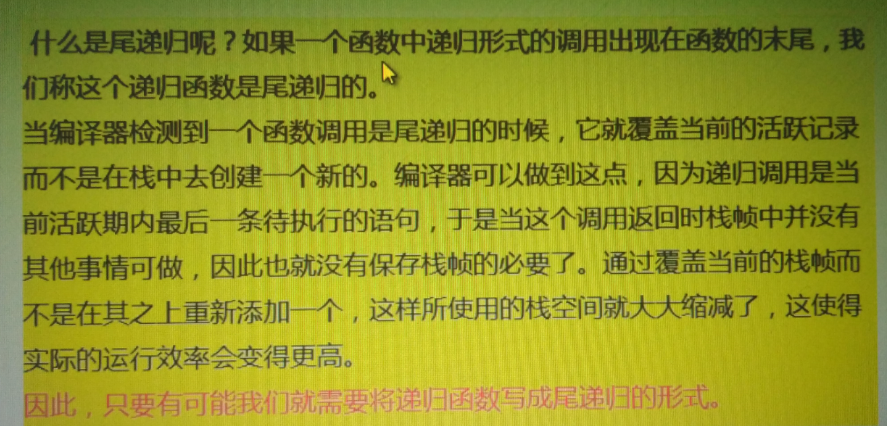 什么是尾递归呢？如果一个函数中递归形式的调用出现在函数的末尾，我
们称这个递归函数是尾递归的。
当编译器检测到一个函数调用是尾递归的时候，它就覆盖当前的活跃记录
而不是在栈中去创建一个新的。编译器可以做到这点，因为递归调用是当
前活跃期内最后一条待执行的语句，于是当这个调用返回时栈帧中并没有
其他事情可做，因此也就没有保存栈帧的必要了。通过覆盖当前的栈帧而
不是在其之上重新添加一个，这样所使用的栈空间就大大缩减了，这使得
实际的运行效率会变得更高。
因此，只要有可能我们就需要将递归函数写成尾递归的形式。